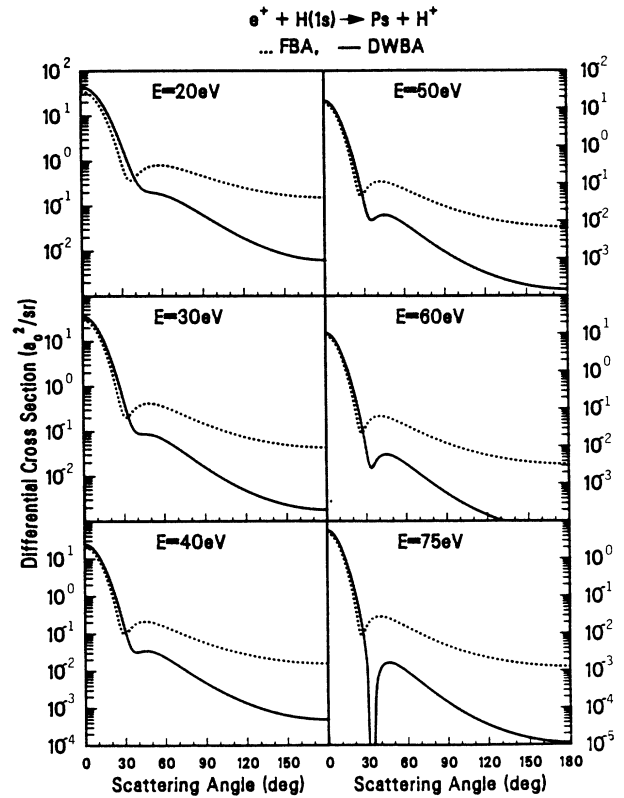 e⁺ + H(1s) → Ps + H⁺
... FBA, — DWBA
Differential Cross Section (a₀²/sr)
E=20eV
10²
10¹
10⁰
10⁻¹
10⁻²
E=50eV
10⁻²
10¹
10⁰
10⁻¹
10⁻²
10⁻³
E=30eV
10¹
10⁰
10⁻¹
10⁻²
E=60eV
10¹
10⁰
10⁻¹
10⁻²
10⁻³
E=40eV
10¹
10⁰
10⁻¹
10⁻²
10⁻³
10⁻⁴
E=75eV
10⁰
10⁻¹
10⁻²
10⁻³
10⁻⁴
10⁻⁵
0 30 60 90 120 150 0 30 60 90 120 150 180
Scattering Angle (deg) Scattering Angle (deg)